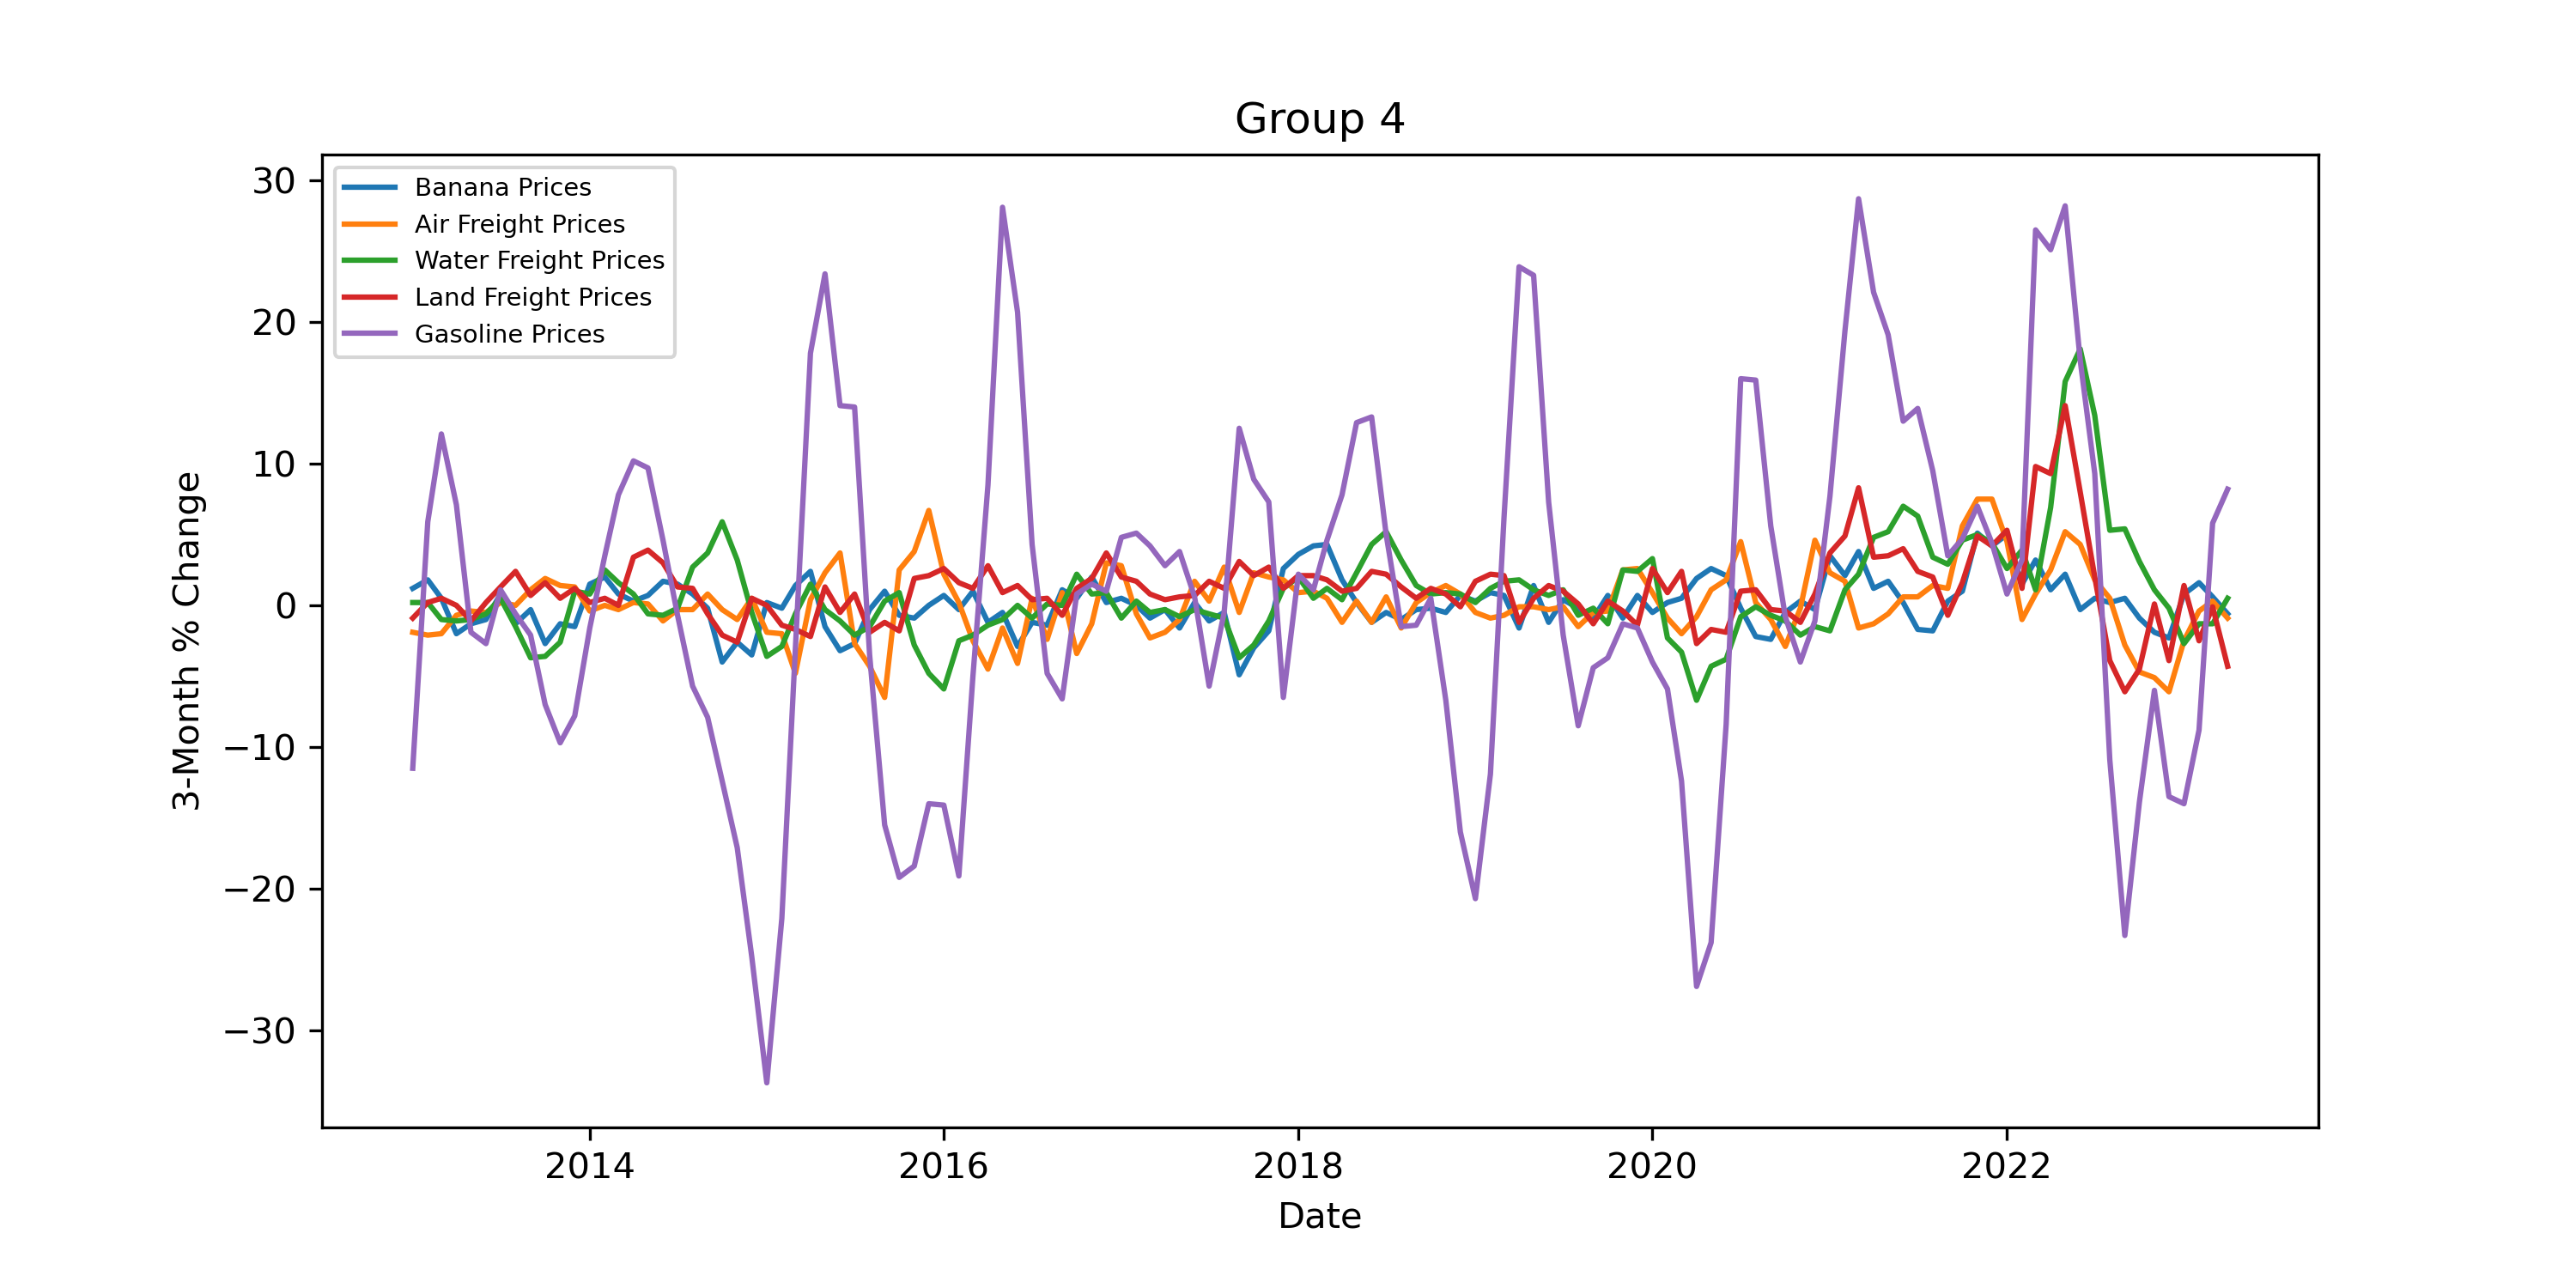 Group 4
30
20
10
0
−10
−20
−30
3-Month % Change
Banana Prices
Air Freight Prices
Water Freight Prices
Land Freight Prices
Gasoline Prices
2014
2016
2018
2020
2022
Date